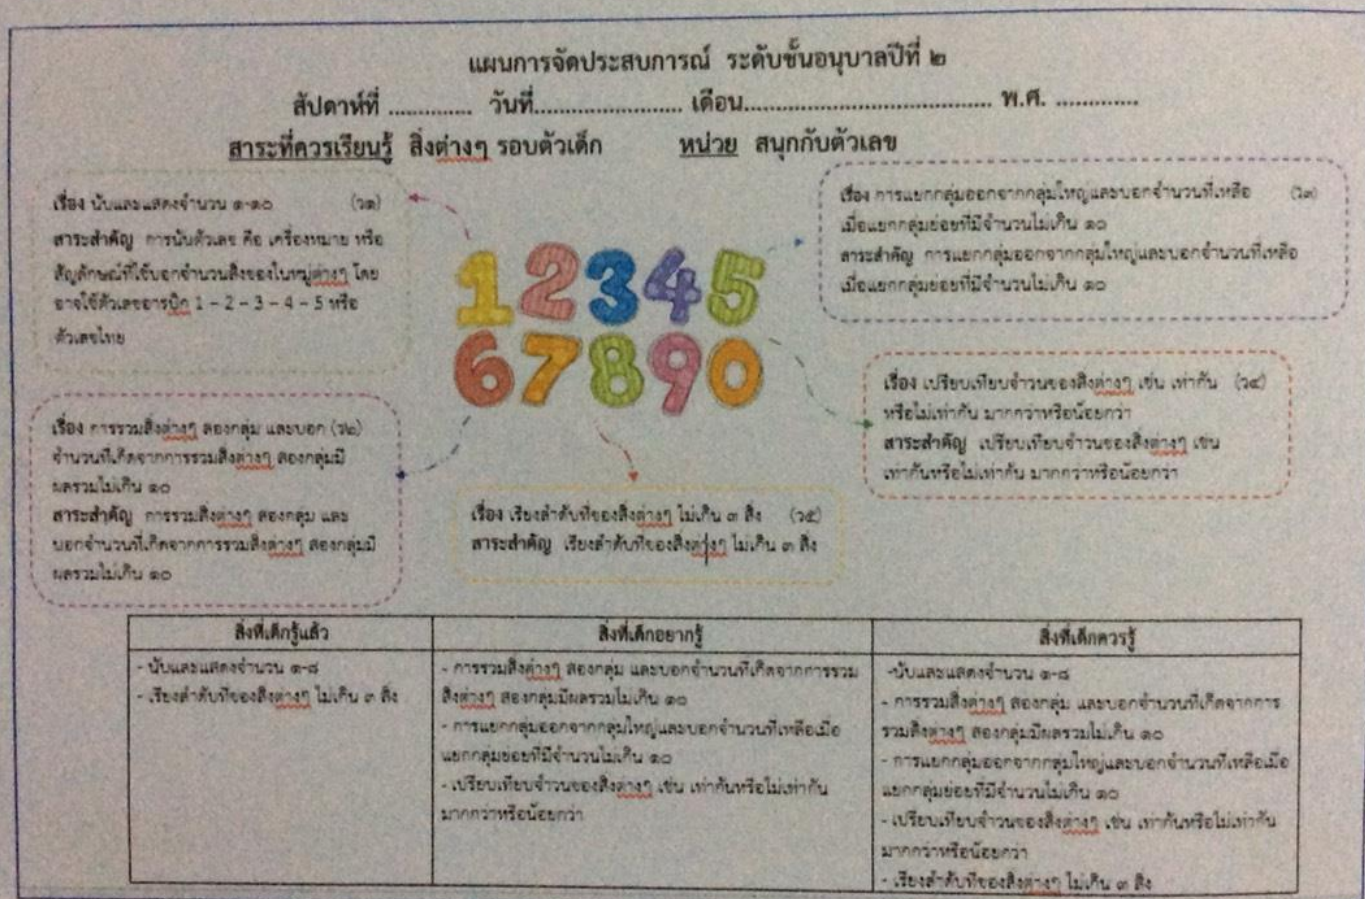 แผนการจัดประสบการณ์ ระดับชั้นอนุบาลปีที่ ๒
สัปดาห์ที่ ............. วันที่....................... เดือน....................................... พ.ศ. .............
สาระที่ควรเรียนรู้ สิ่งต่างๆ รอบตัวเด็ก หน่วย สนุกกับตัวเลข
เรื่อง นับและแสดงจำนวน ๑-๑๐ (ว๑)
สาระสำคัญ การนับตัวเลข คือ เครื่องหมาย หรือ
สัญลักษณ์ที่ใช้บอกจำนวนสิ่งของในหมู่ต่างๆ โดย
อาจใช้ตัวเลขอารบิก 1 – 2 – 3 – 4 – 5 หรือ
ตัวเลขไทย
เรื่อง การแยกกลุ่มออกจากกลุ่มใหญ่และบอกจำนวนที่เหลือ (ว๓)
เมื่อแยกกลุ่มย่อยที่มีจำนวนไม่เกิน ๑๐
สาระสำคัญ การแยกกลุ่มออกจากกลุ่มใหญ่และบอกจำนวนที่เหลือ
เมื่อแยกกลุ่มย่อยที่มีจำนวนไม่เกิน ๑๐
12345
67890
เรื่อง การรวมสิ่งต่างๆ สองกลุ่ม และบอก (ว๒)
จำนวนที่เกิดจากการรวมสิ่งต่างๆ สองกลุ่มมี
ผลรวมไม่เกิน ๑๐
สาระสำคัญ การรวมสิ่งต่างๆ สองกลุ่ม และ
บอกจำนวนที่เกิดจากการรวมสิ่งต่างๆ สองกลุ่มมี
ผลรวมไม่เกิน ๑๐
เรื่อง เปรียบเทียบจำวนของสิ่งต่างๆ เช่น เท่ากัน (ว๔)
หรือไม่เท่ากัน มากกว่าหรือน้อยกว่า
สาระสำคัญ เปรียบเทียบจำวนของสิ่งต่างๆ เช่น
เท่ากันหรือไม่เท่ากัน มากกว่าหรือน้อยกว่า
เรื่อง เรียงลำดับที่ของสิ่งต่างๆ ไม่เกิน ๓ สิ่ง (ว๕)
สาระสำคัญ เรียงลำดับที่ของสิ่งต่างๆ ไม่เกิน ๓ สิ่ง
สิ่งที่เด็กรู้แล้ว
- นับและแสดงจำนวน ๑-๘
- เรียงลำดับที่ของสิ่งต่างๆ ไม่เกิน ๓ สิ่ง
สิ่งที่เด็กอยากรู้
- การรวมสิ่งต่างๆ สองกลุ่ม และบอกจำนวนที่เกิดจากการรวม
สิ่งต่างๆ สองกลุ่มมีผลรวมไม่เกิน ๑๐
- การแยกกลุ่มออกจากกลุ่มใหญ่และบอกจำนวนที่เหลือเมื่อ
แยกกลุ่มย่อยที่มีจำนวนไม่เกิน ๑๐
- เปรียบเทียบจำวนของสิ่งต่างๆ เช่น เท่ากันหรือไม่เท่ากัน
มากกว่าหรือน้อยกว่า
สิ่งที่เด็กควรรู้
-นับและแสดงจำนวน ๑-๘
- การรวมสิ่งต่างๆ สองกลุ่ม และบอกจำนวนที่เกิดจากการ
รวมสิ่งต่างๆ สองกลุ่มมีผลรวมไม่เกิน ๑๐
- การแยกกลุ่มออกจากกลุ่มใหญ่และบอกจำนวนที่เหลือเมื่อ
แยกกลุ่มย่อยที่มีจำนวนไม่เกิน ๑๐
- เปรียบเทียบจำวนของสิ่งต่างๆ เช่น เท่ากันหรือไม่เท่ากัน
มากกว่าหรือน้อยกว่า
- เรียงลำดับที่ของสิ่งต่างๆ ไม่เกิน ๓ สิ่ง